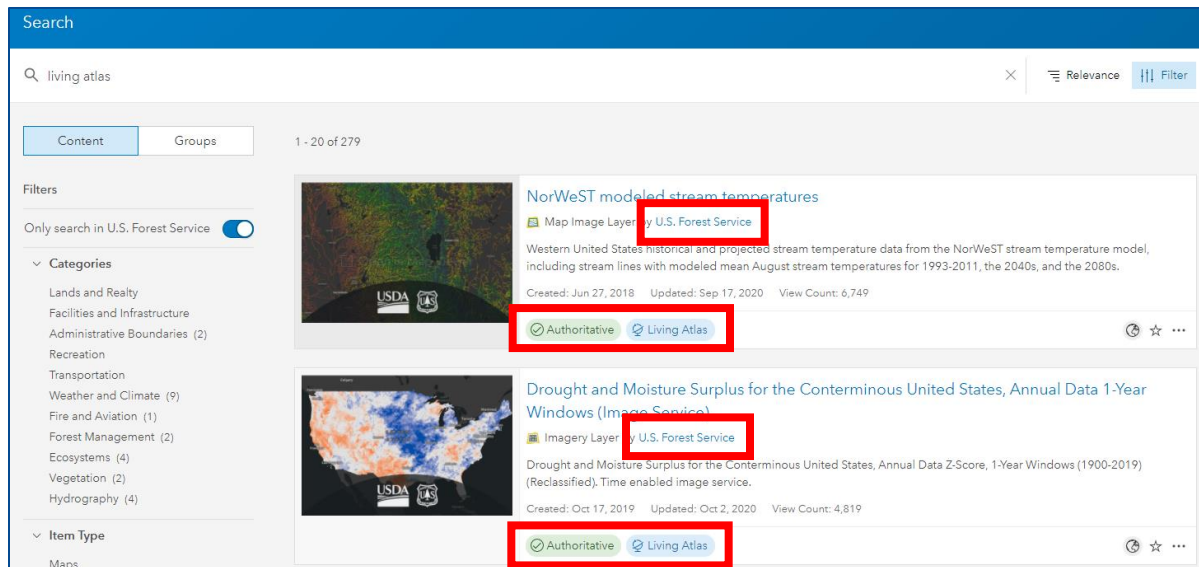 Search
living atlas
Relevance
Filter
Content
Groups
1 - 20 of 279
Filters
Only search in U.S. Forest Service
Categories
Lands and Realty
Facilities and Infrastructure
Administrative Boundaries (2)
Recreation
Transportation
Weather and Climate (9)
Fire and Aviation (1)
Forest Management (2)
Ecosystems (4)
Vegetation (2)
Hydrography (4)
Item Type
Maps
USDA
NorWeST modeled stream temperatures
Map Image Layer by U.S. Forest Service
Western United States historical and projected stream temperature data from the NorWeST stream temperature model,
including stream lines with modeled mean August stream temperatures for 1993-2011, the 2040s, and the 2080s.
Created: Jun 27, 2018 Updated: Sep 17, 2020 View Count: 6,749
Authoritative
Living Atlas
USDA
Drought and Moisture Surplus for the Conterminous United States, Annual Data 1-Year
Windows (Image Service)
Imagery Layer by U.S. Forest Service
Drought and Moisture Surplus for the Conterminous United States, Annual Data Z-Score, 1-Year Windows (1900-2019)
(Reclassified). Time enabled image service.
Created: Oct 17, 2019 Updated: Oct 2, 2020 View Count: 4,819
Authoritative
Living Atlas